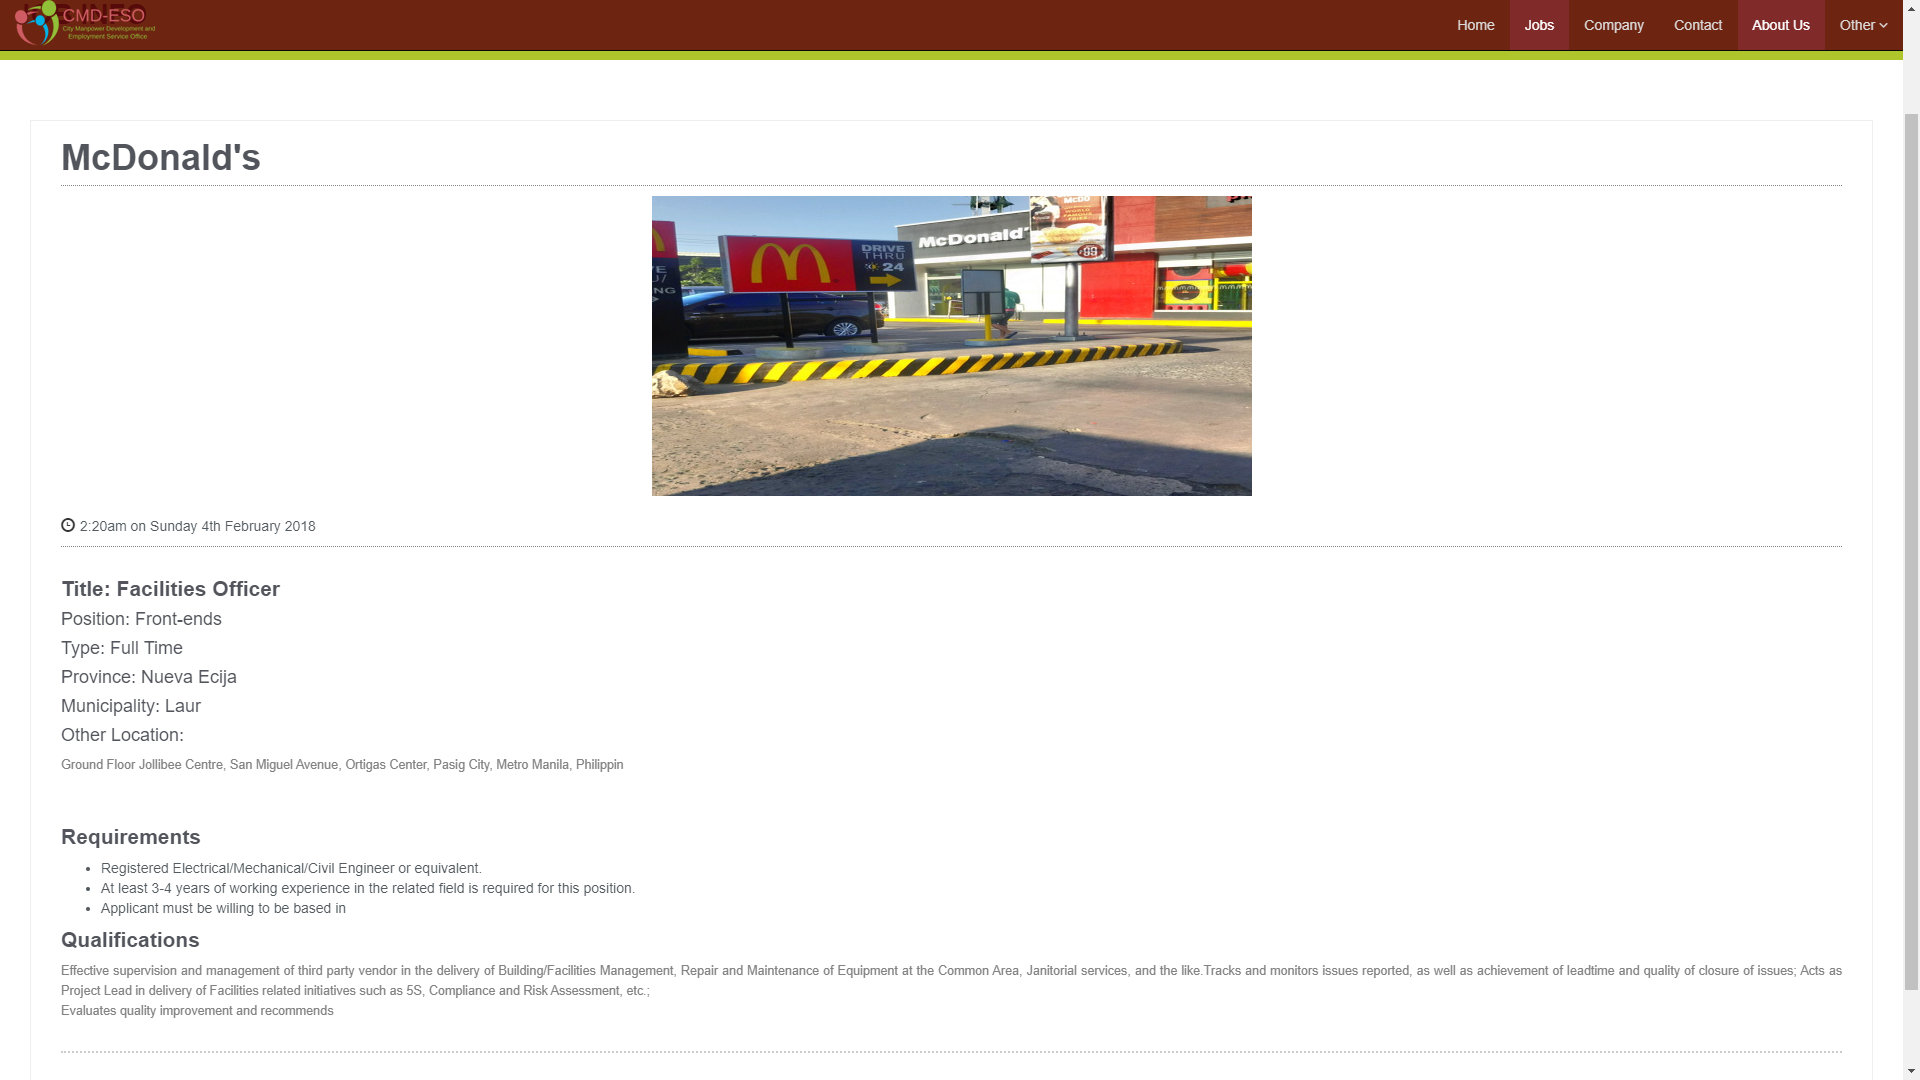 CMD-ESO
City Manpower Development and
Employment Service Office
Home
Jobs
Company
Contact
About Us
Other
McDonald's
McDonald'
DRIVE
THRU
24
McDO
WORLD
FAMOUS
FRIES
99
2:20am on Sunday 4th February 2018
Title: Facilities Officer
Position: Front-ends
Type: Full Time
Province: Nueva Ecija
Municipality: Laur
Other Location:
Ground Floor Jollibee Centre, San Miguel Avenue, Ortigas Center, Pasig City, Metro Manila, Philippin
Requirements
Registered Electrical/Mechanical/Civil Engineer or equivalent.
At least 3-4 years of working experience in the related field is required for this position.
Applicant must be willing to be based in
Qualifications
Effective supervision and management of third party vendor in the delivery of Building/Facilities Management, Repair and Maintenance of Equipment at the Common Area, Janitorial services, and the like.Tracks and monitors issues reported, as well as achievement of leadtime and quality of closure of issues; Acts as
Project Lead in delivery of Facilities related initiatives such as 5S, Compliance and Risk Assessment, etc.;
Evaluates quality improvement and recommends